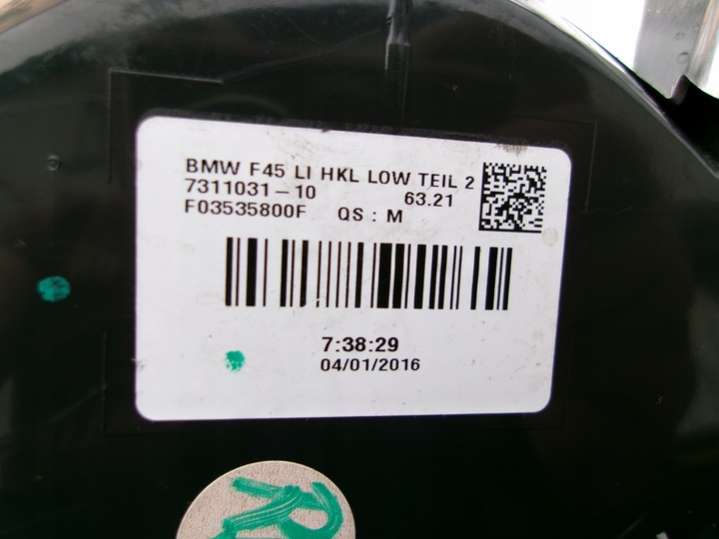 BMW F45 LI HKL LOW TEIL 2
7311031-10 63.21
F03535800F QS : M
7:38:29
04/01/2016
R